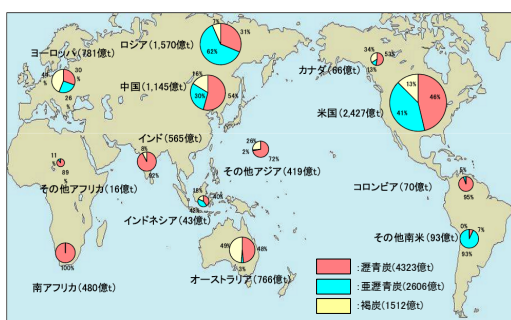 ロシア(1,570億t)
7%
31%
62%
ヨーロッパ(781億t)
30
%
26
%
中国(1,145億t)
16%
54%
30%
カナダ(66億t)
34%
53%
13%
米国(2,427億t)
13%
46%
41%
インド(565億t)
8%
92%
その他アジア(419億t)
26%
2%
72%
その他アフリカ(16億t)
11
%
89
%
インドネシア(43億t)
40%
コロンビア(70億t)
95%
その他南米(93億t)
0%
7%
93%
オーストラリア(766億t)
49%
48%
3%
南アフリカ(480億t)
100%
:瀝青炭(4323億t)
:亜瀝青炭(2606億t)
:褐炭(1512億t)